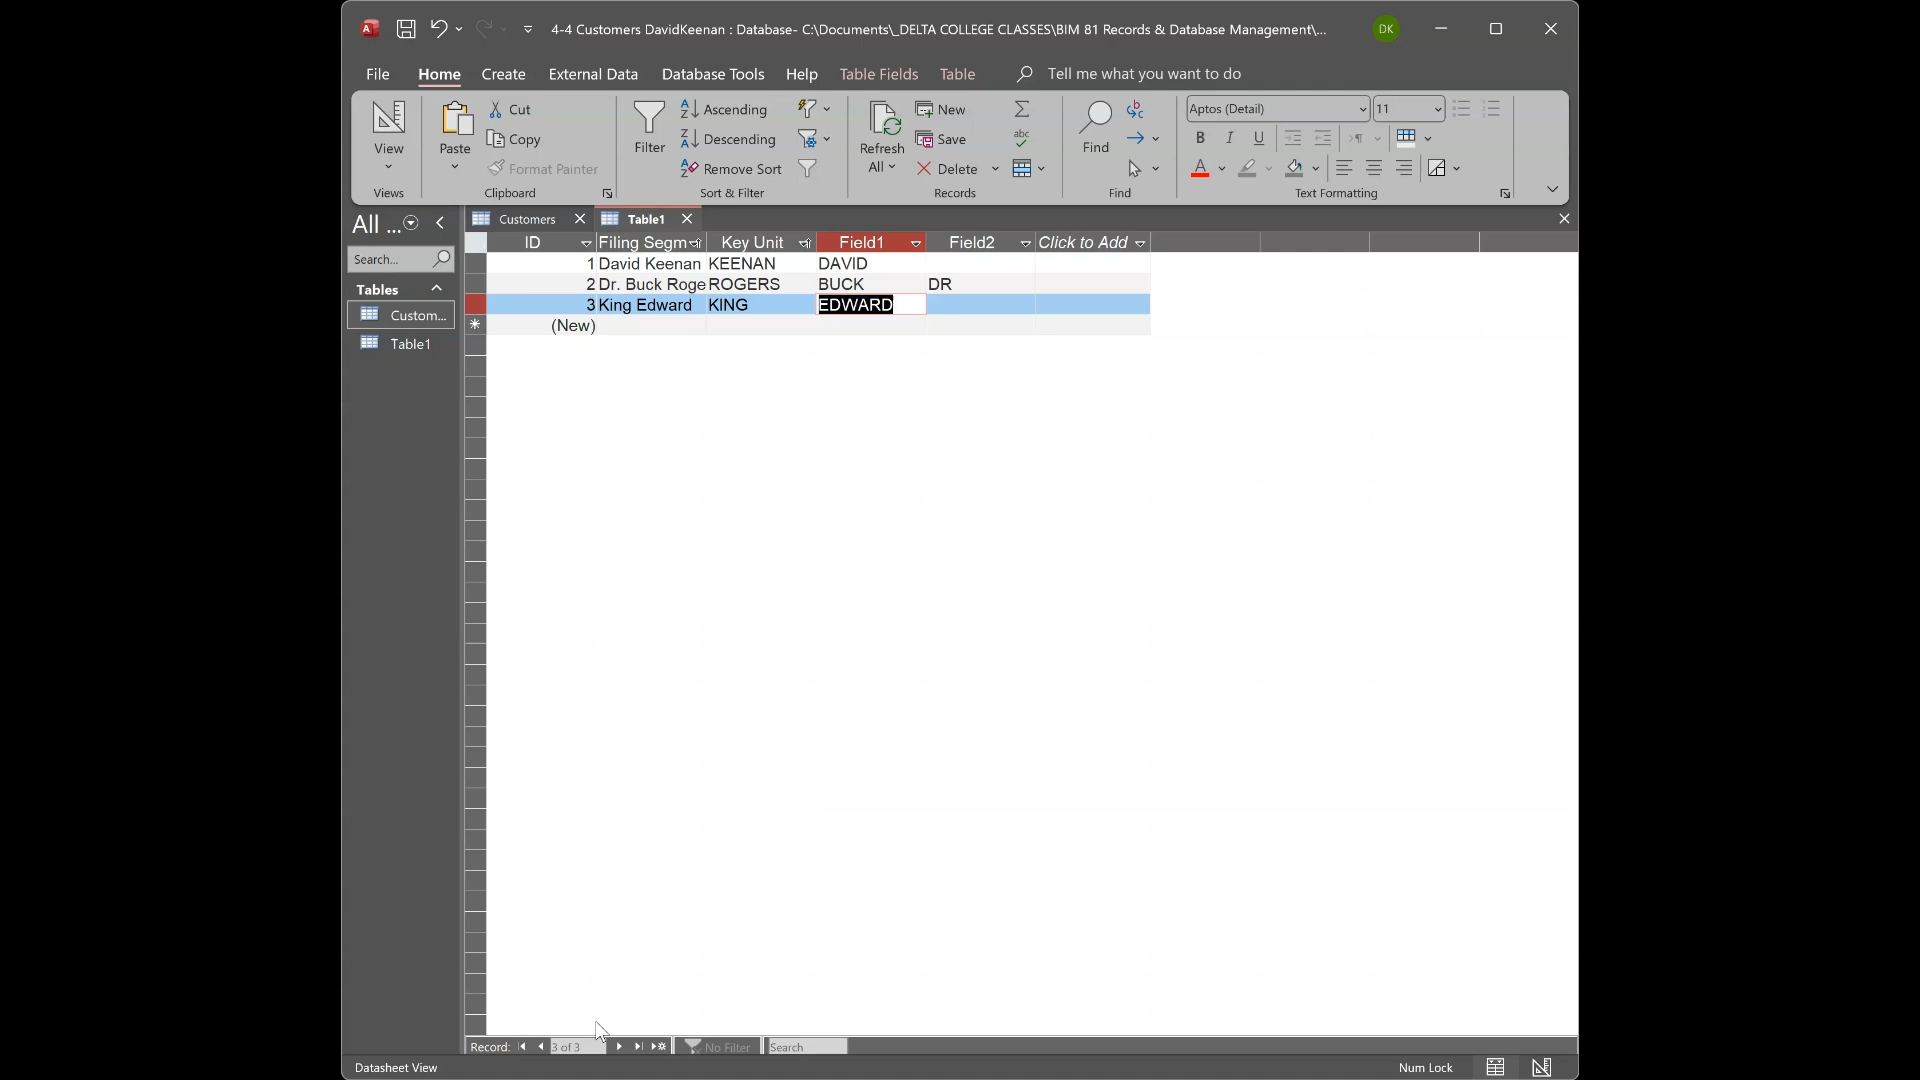 4-4 Customers DavidKeenan : Database- C:\Documents\_DELTA COLLEGE CLASSES\BIM 81 Records & Database Management\... DK
File Home Create External Data Database Tools Help Table Fields Table Tell me what you want to do
View
Views
Paste
Cut
Copy
Format Painter
Clipboard
Filter
Ascending
Descending
Remove Sort
Sort & Filter
Refresh
All
New
Save
Delete
Records
Find
Find
Aptos (Detail) 11
B I U
Text Formatting
All ...
Search...
Tables
Custom...
Table1
Customers Table1
ID Filing Segm Key Unit Field1 Field2 Click to Add
1 David Keenan KEENAN DAVID
2 Dr. Buck Roge ROGERS BUCK DR
3 King Edward KING EDWARD
(New)
Record: 3 of 3 No Filter Search
Datasheet View Num Lock